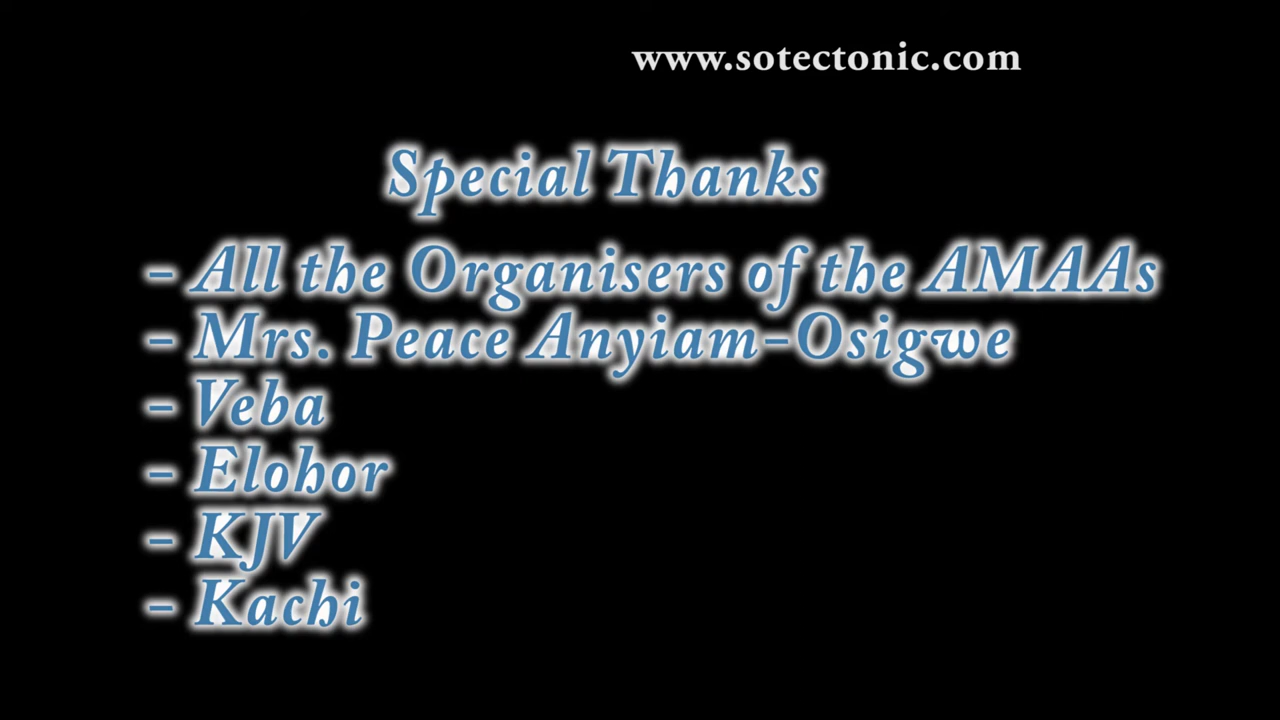 www.sotectonic.com
Special Thanks
- All the Organisers of the AMAAs
- Mrs. Peace Anyiam-Osigwe
- Veba
- Elohor
- KJV
- Kachi